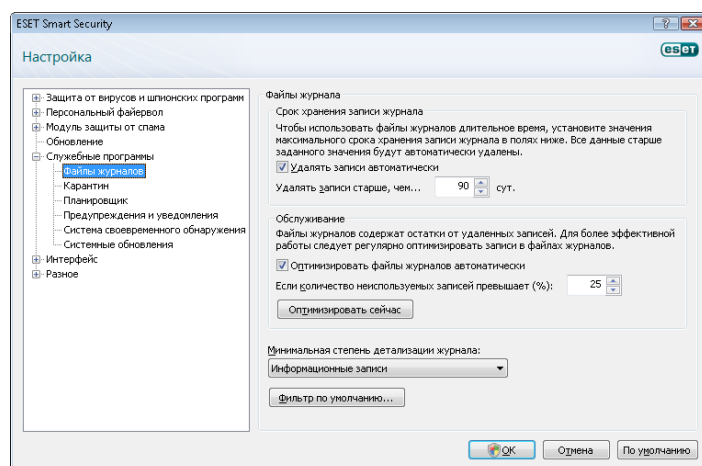 ESET Smart Security
Настройка
eset
Защита от вирусов и шпионских программ
Персональный файервол
Модуль защиты от спама
Обновление
Служебные программы
Файлы журналов
Карантин
Планировщик
Предупреждения и уведомления
Система своевременного обнаружения
Системные обновления
Интерфейс
Разное
Файлы журнала
Срок хранения записи журнала
Чтобы использовать файлы журналов длительное время, установите значения
максимального срока хранения записи журнала в полях ниже. Все данные старше
заданного значения будут автоматически удалены.
Удалять записи автоматически
Удалять записи старше, чем... 90 сут.
Обслуживание
Файлы журналов содержат остатки от удаленных записей. Для более эффективной
работы следует регулярно оптимизировать записи в файлах журналов.
Оптимизировать файлы журналов автоматически
Если количество неиспользуемых записей превышает (%): 25
Оптимизировать сейчас
Минимальная степень детализации журнала:
Информационные записи
Фильтр по умолчанию...
OK Отмена По умолчанию